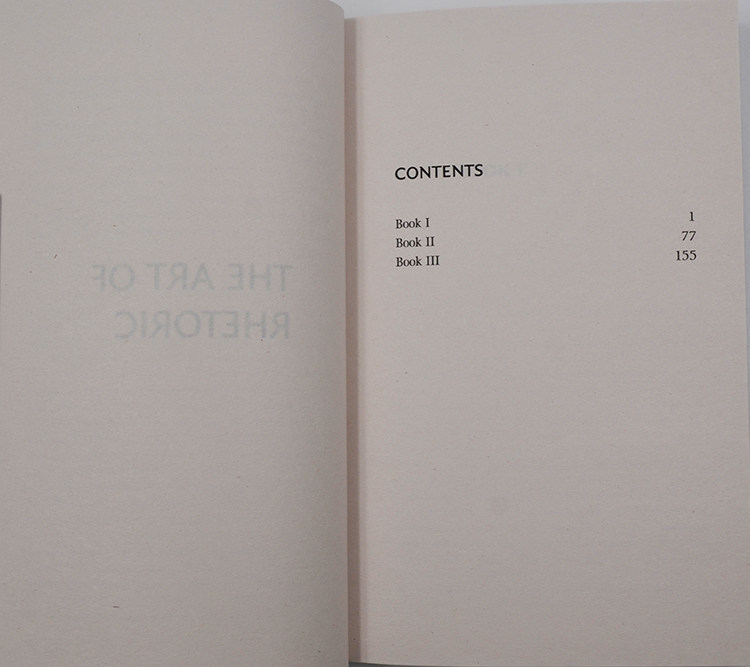 THE ART OF
RHETORIC
CONTENTS
Book I 1
Book II 77
Book III 155